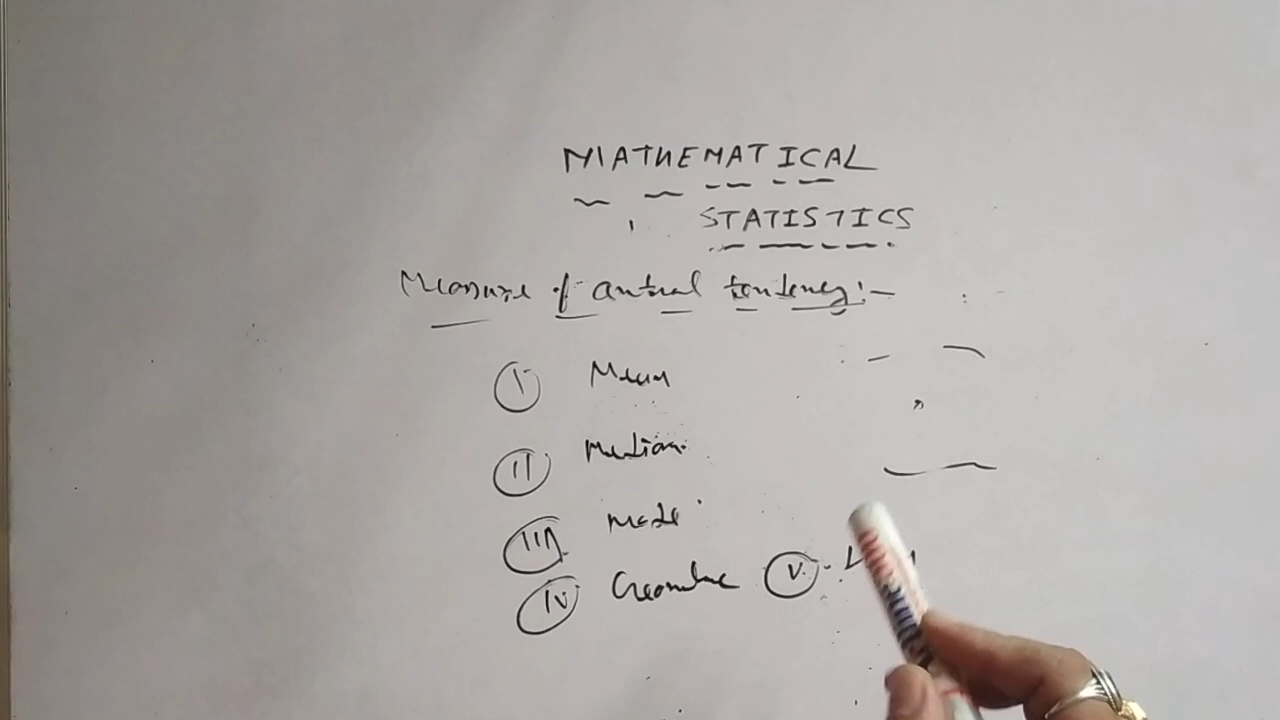 MATHEMATICAL
STATISTICS
Measure of central tendency:-
(i) Mean
(ii) Median
(iii) Mode
(iv) Geometric (v)